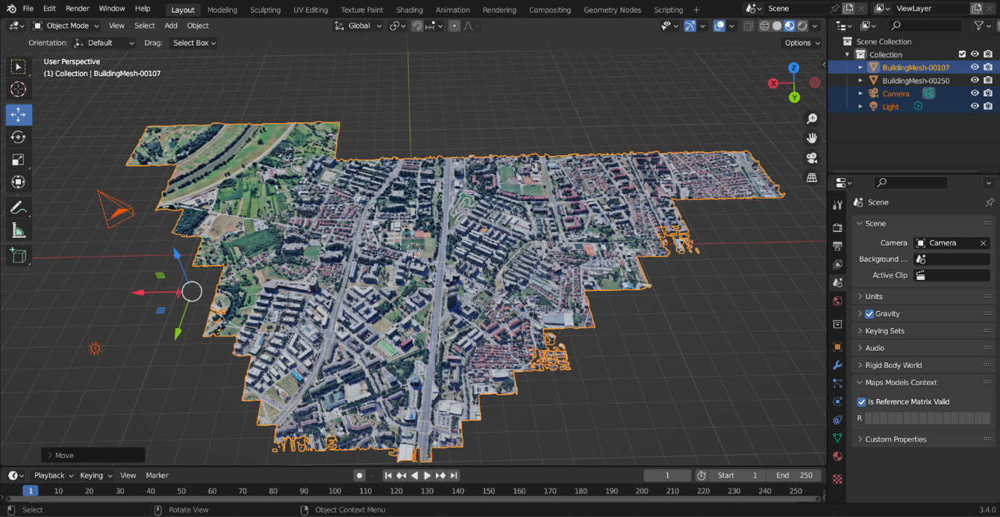 File Edit Render Window Help Layout Modeling Sculpting UV Editing Texture Paint Shading Animation Rendering Compositing Geometry Nodes Scripting + Scene ViewLayer
Object Mode View Select Add Object Global
Orientation: Default Drag: Select Box Options
User Perspective
(1) Collection | BuildingMesh-00107
Z
X
Y
Scene Collection
Collection
BuildingMesh-00107
BuildingMesh-00250
Camera
Light
Scene
Scene
Camera Camera
Background ...
Active Clip
Units
Gravity
Keying Sets
Audio
Rigid Body World
Maps Models Context
Is Reference Matrix Valid
R
Custom Properties
Move
Playback Keying View Marker 1 Start 1 End 250
1 10 20 30 40 50 60 70 80 90 100 110 120 130 140 150 160 170 180 190 200 210 220 230 240 250
Select Rotate View Object Context Menu 3.4.0